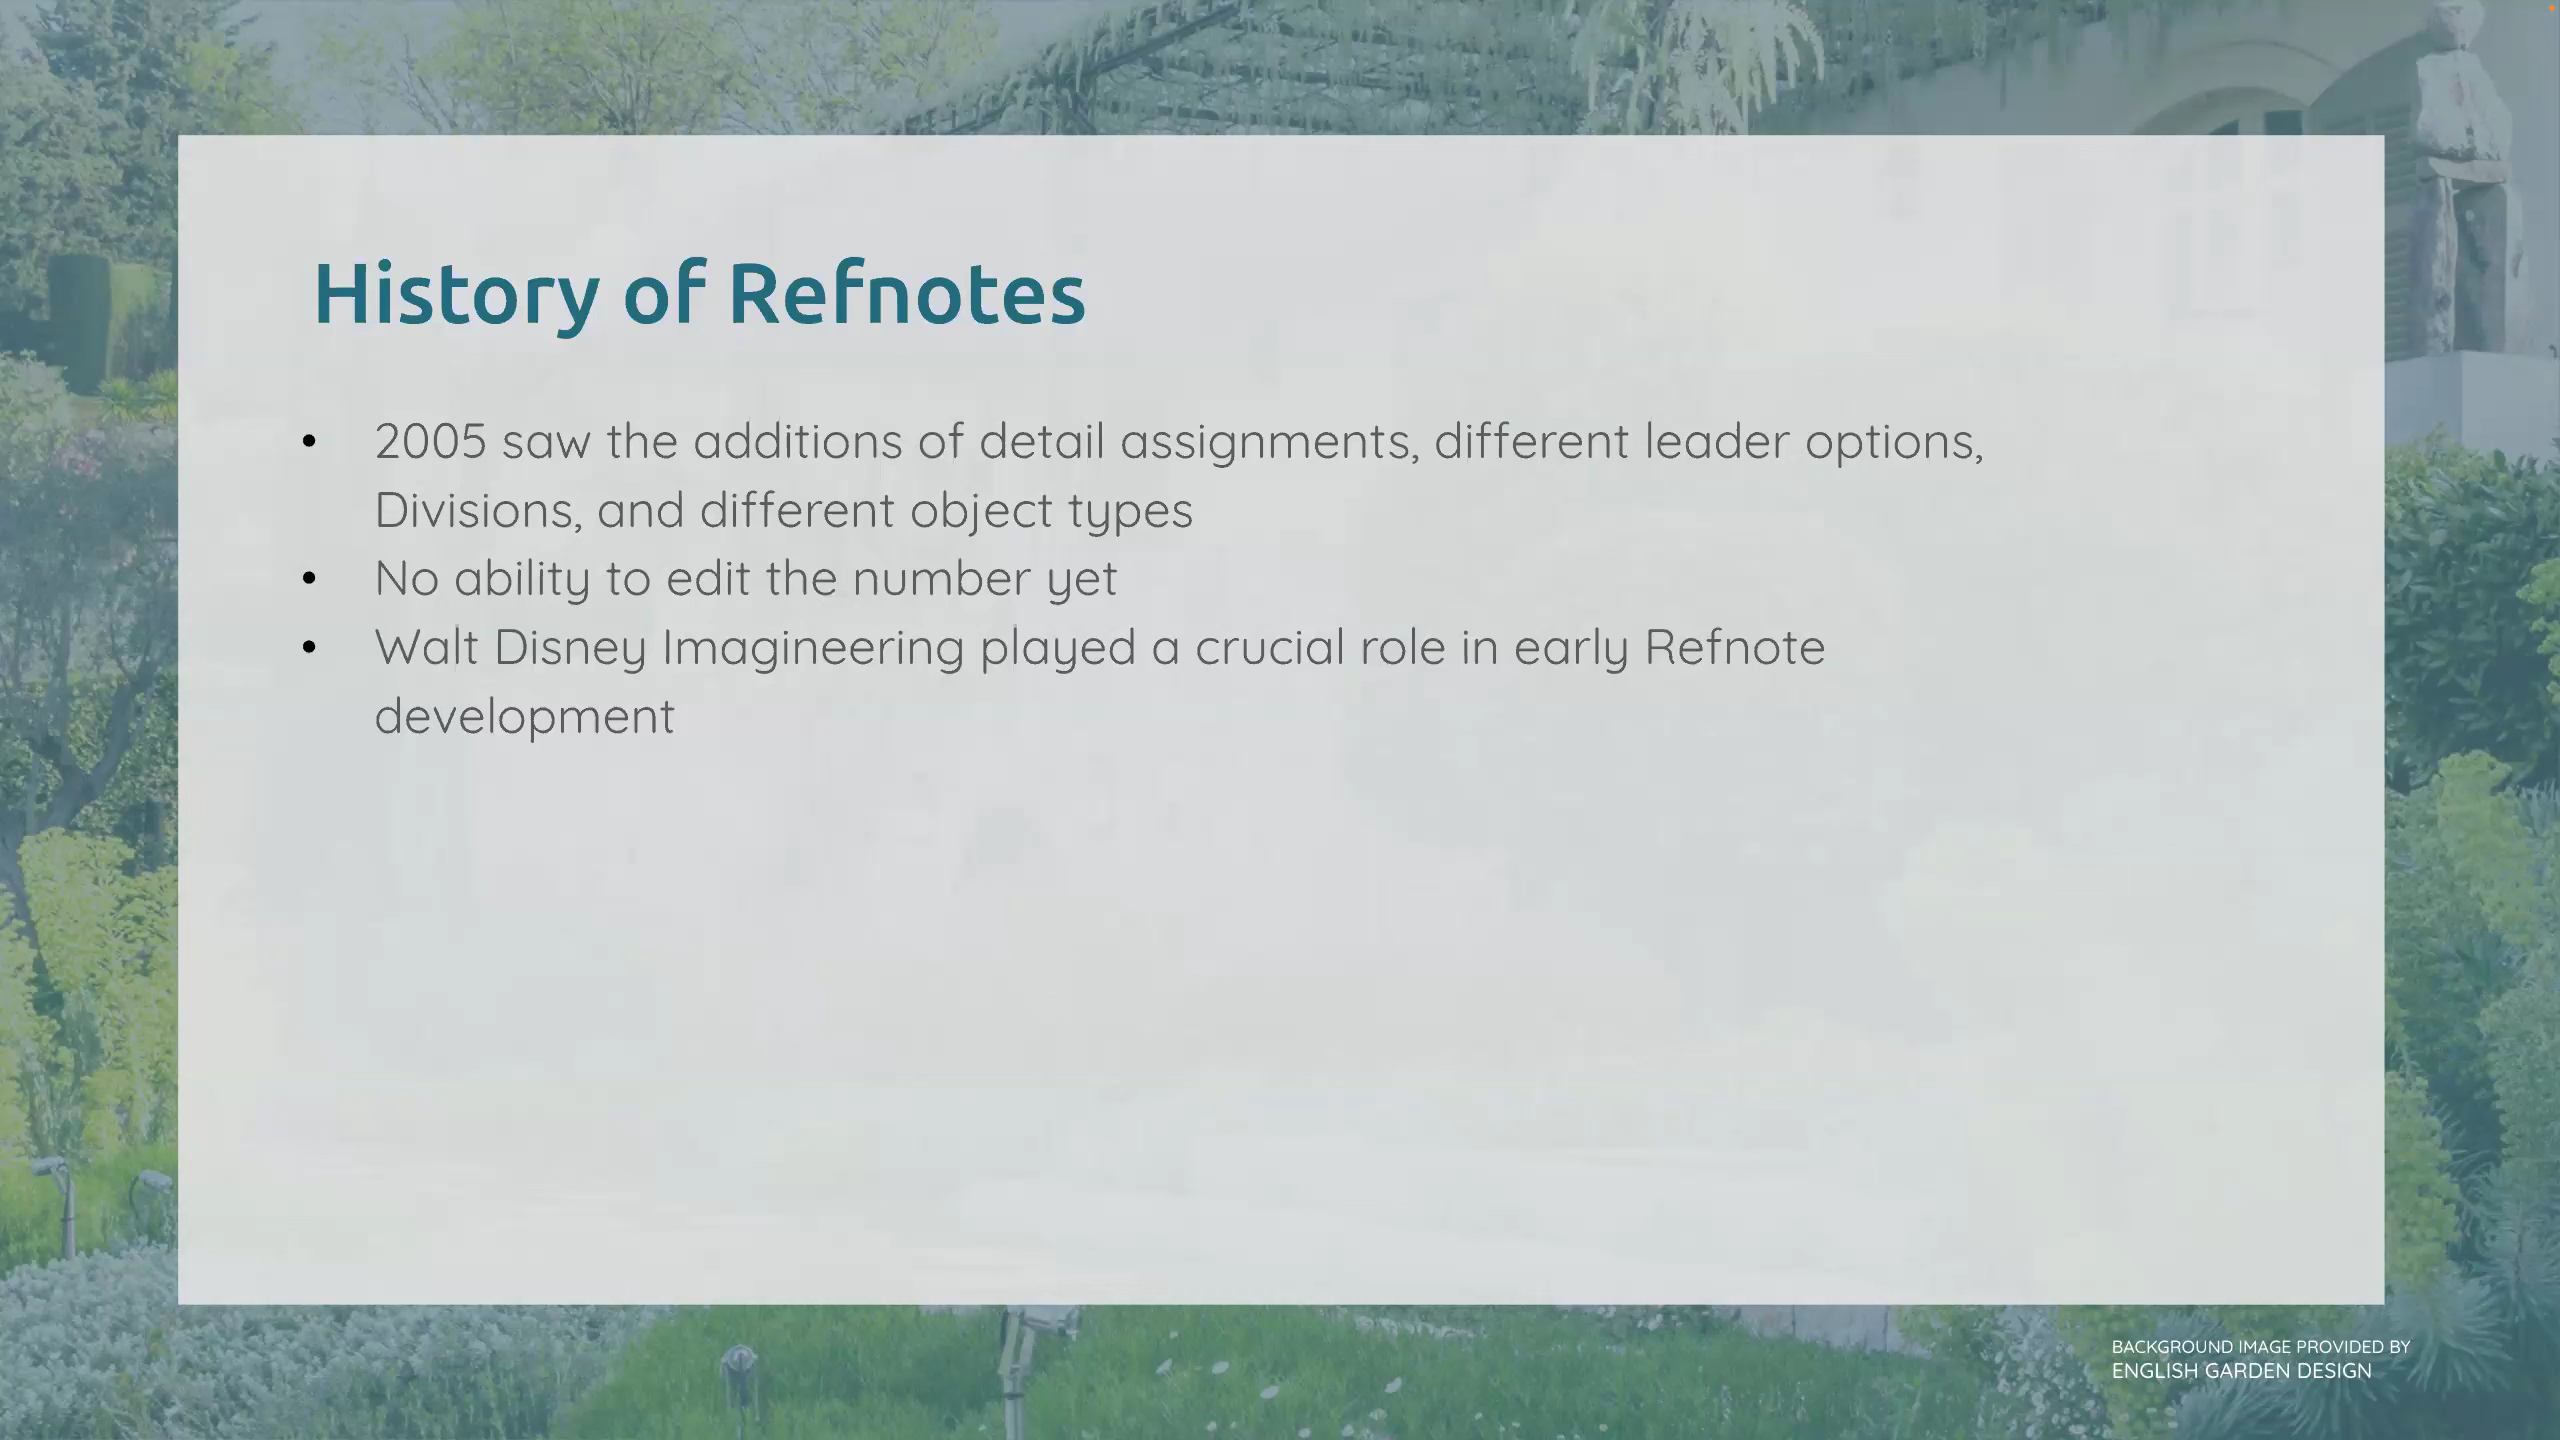 History of Refnotes
• 2005 saw the additions of detail assignments, different leader options,
Divisions, and different object types
• No ability to edit the number yet
• Walt Disney Imagineering played a crucial role in early Refnote
development
BACKGROUND IMAGE PROVIDED BY
ENGLISH GARDEN DESIGN